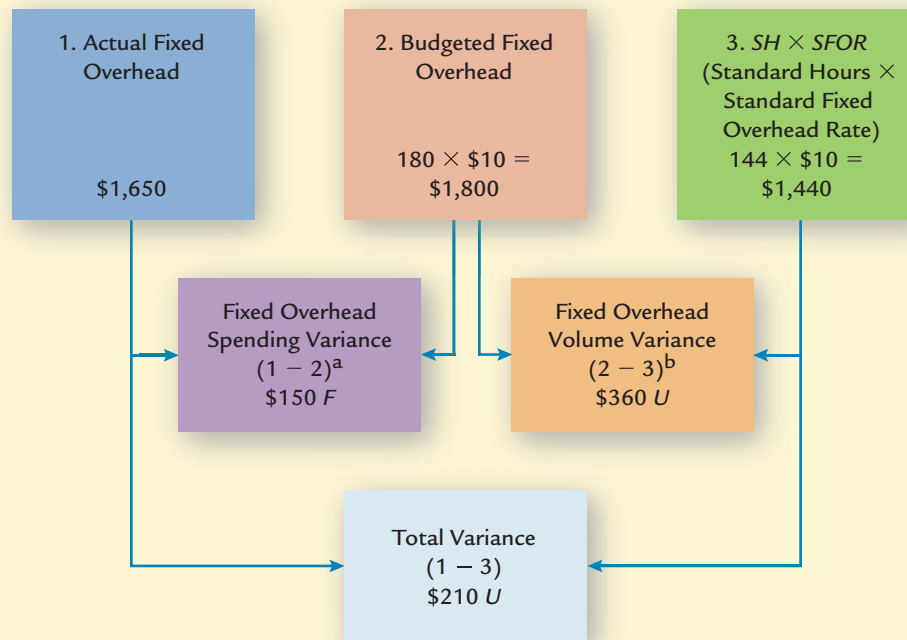 1. Actual Fixed
Overhead
$1,650
2. Budgeted Fixed
Overhead
180 × $10 =
$1,800
3. SH × SFOR
(Standard Hours ×
Standard Fixed
Overhead Rate)
144 × $10 =
$1,440
Fixed Overhead
Spending Variance
(1 − 2)ᵃ
$150 F
Fixed Overhead
Volume Variance
(2 − 3)ᵇ
$360 U
Total Variance
(1 − 3)
$210 U